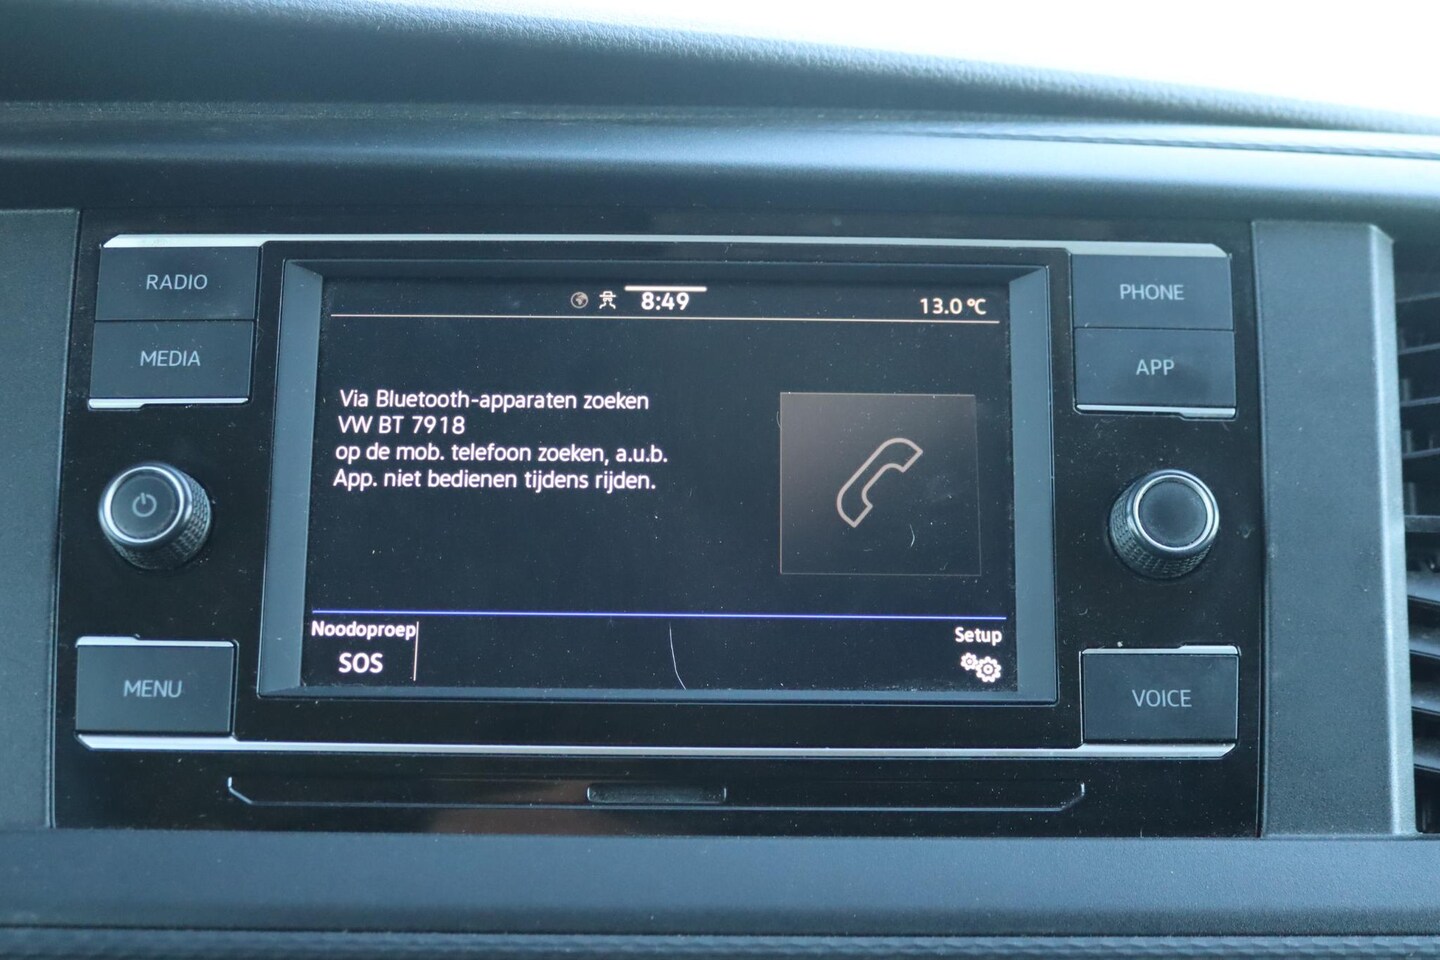 RADIO
MEDIA
MENU
8:49
13.0 °C
Via Bluetooth-apparaten zoeken
VW BT 7918
op de mob. telefoon zoeken, a.u.b.
App. niet bedienen tijdens rijden.
Noodoproep
SOS
Setup
PHONE
APP
VOICE